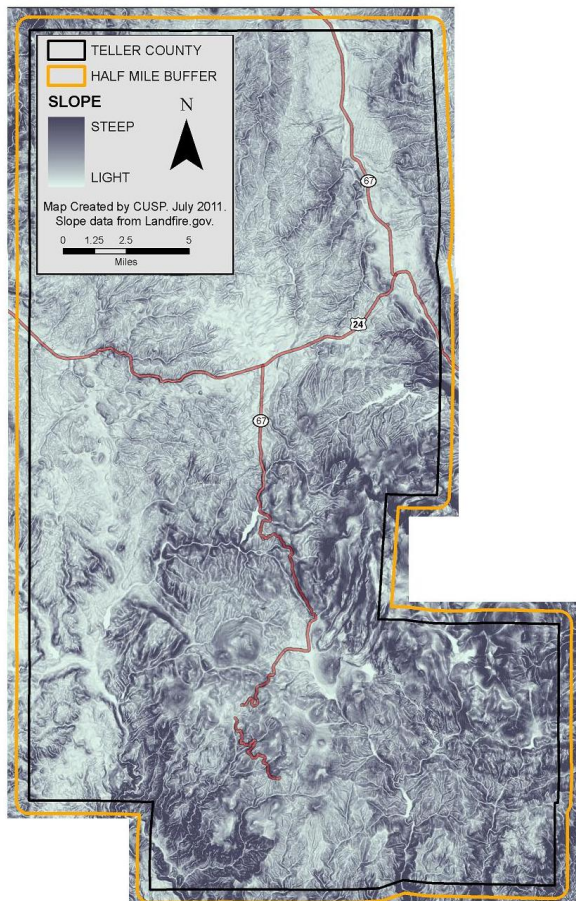 TELLER COUNTY
HALF MILE BUFFER
SLOPE
STEEP
LIGHT
N
Map Created by CUSP. July 2011.
Slope data from Landfire.gov.
0 1.25 2.5 5
Miles
67
24
67